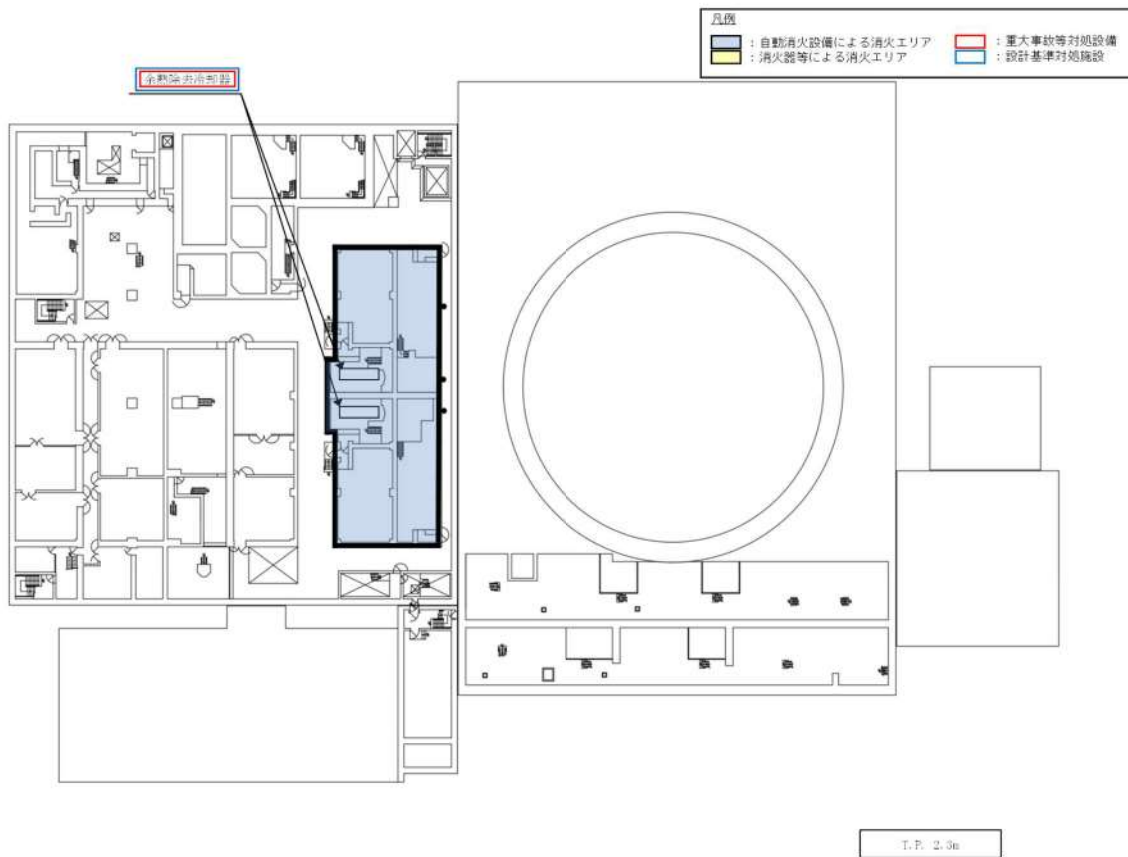 凡例
：自動消火設備による消火エリア
：重大事故等対処設備
：消火器等による消火エリア
：設計基準対処施設
余熱除去冷却器
T.P. 2.3m